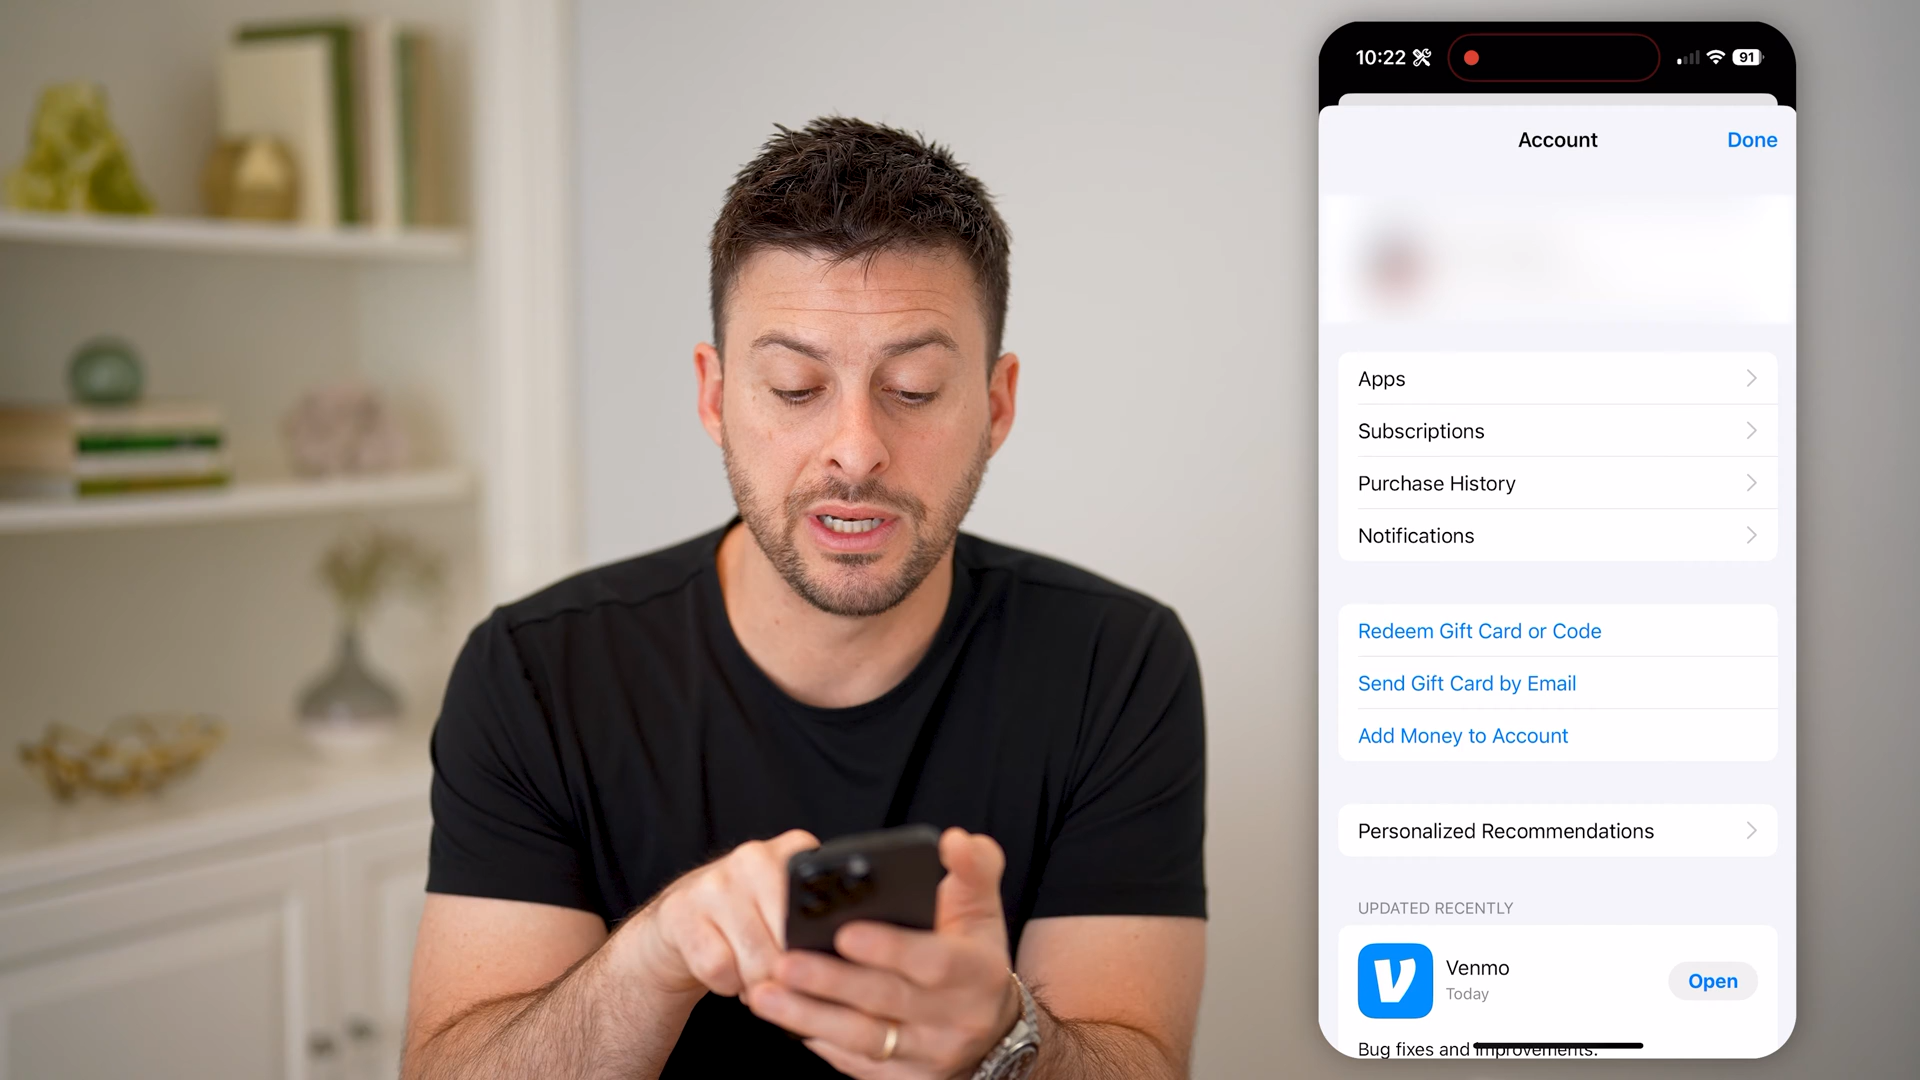 10:22
91
Account
Done
Apps
Subscriptions
Purchase History
Notifications
Redeem Gift Card or Code
Send Gift Card by Email
Add Money to Account
Personalized Recommendations
UPDATED RECENTLY
Venmo
Today
Open
Bug fixes and improvements.